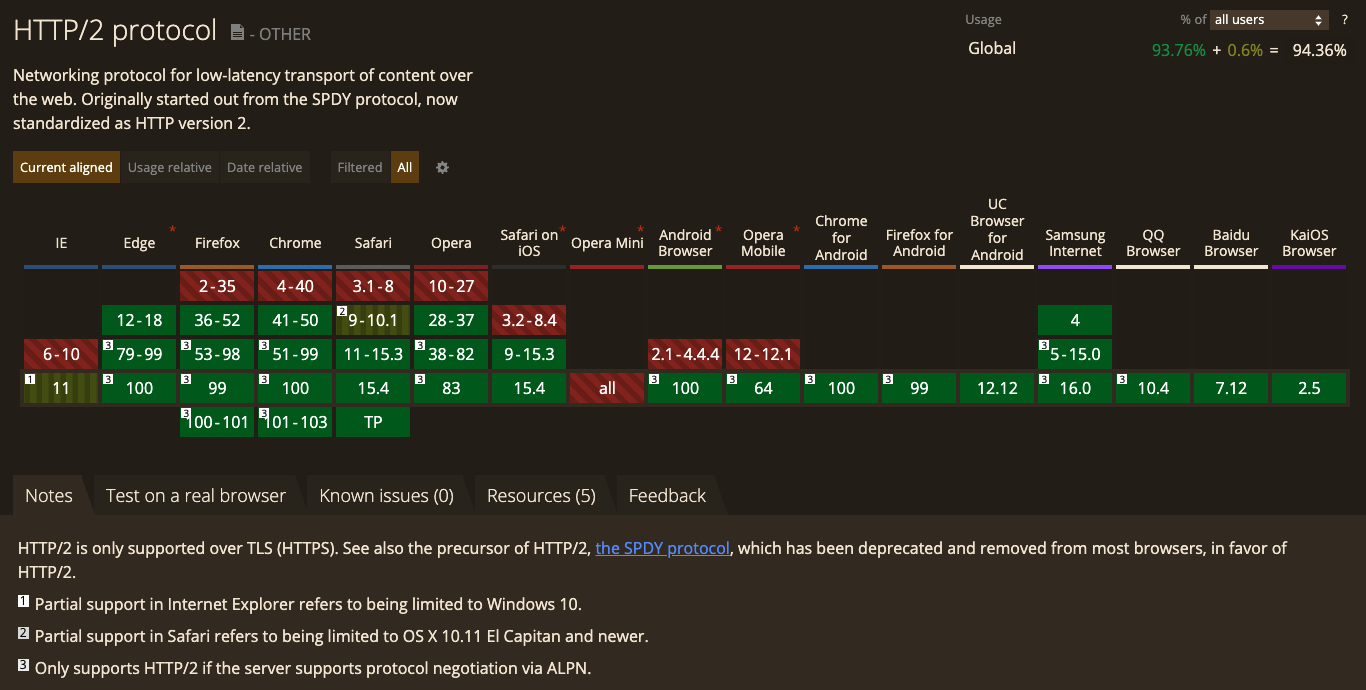 HTTP/2 protocol - OTHER
Usage % of all users ?
Global 93.76% + 0.6% = 94.36%
Networking protocol for low-latency transport of content over
the web. Originally started out from the SPDY protocol, now
standardized as HTTP version 2.
Current aligned Usage relative Date relative Filtered All
IE
Edge *
Firefox
Chrome
Safari
Opera
Safari on *
iOS
Opera Mini *
Android *
Browser
Opera *
Mobile
Chrome
for
Android
Firefox for
Android
UC
Browser
for
Android
Samsung
Internet
QQ
Browser
Baidu
Browser
KaiOS
Browser
2-35 4-40 3.1-8 10-27
12-18 36-52 41-50 2 9-10.1 28-37 3.2-8.4 4
6-10 3 79-99 3 53-98 3 51-99 11-15.3 3 38-82 9-15.3 2.1-4.4.4 12-12.1 3 5-15.0
1 11 3 100 3 99 3 100 15.4 3 83 15.4 all 3 100 3 64 3 100 3 99 12.12 3 16.0 3 10.4 7.12 2.5
3 100-101 3 101-103 TP
Notes Test on a real browser Known issues (0) Resources (5) Feedback
HTTP/2 is only supported over TLS (HTTPS). See also the precursor of HTTP/2, the SPDY protocol, which has been deprecated and removed from most browsers, in favor of
HTTP/2.
1 Partial support in Internet Explorer refers to being limited to Windows 10.
2 Partial support in Safari refers to being limited to OS X 10.11 El Capitan and newer.
3 Only supports HTTP/2 if the server supports protocol negotiation via ALPN.